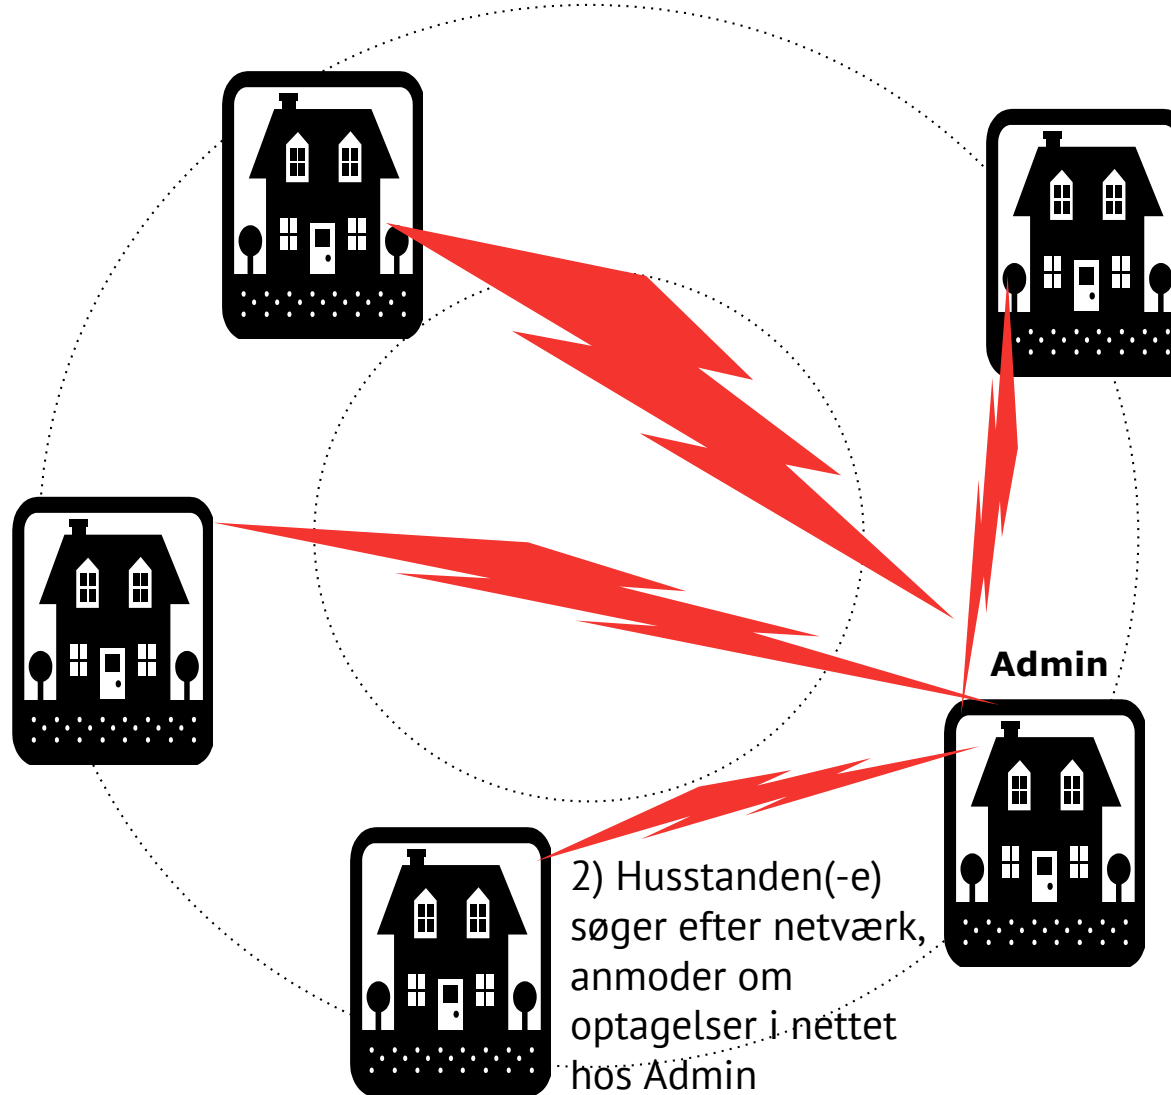 Admin
2) Husstanden(-e)
søger efter netværk,
anmoder om
optagelser i nettet
hos Admin